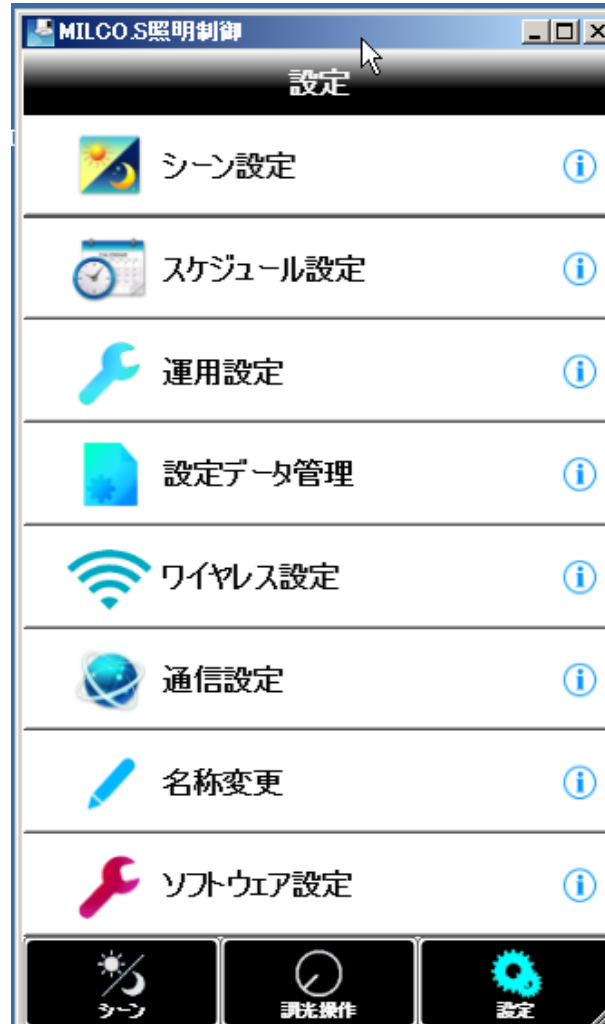 MILCO.S照明制御
設定
シーン設定
スケジュール設定
運用設定
設定データ管理
ワイヤレス設定
通信設定
名称変更
ソフトウェア設定
シーン
調光操作
設定